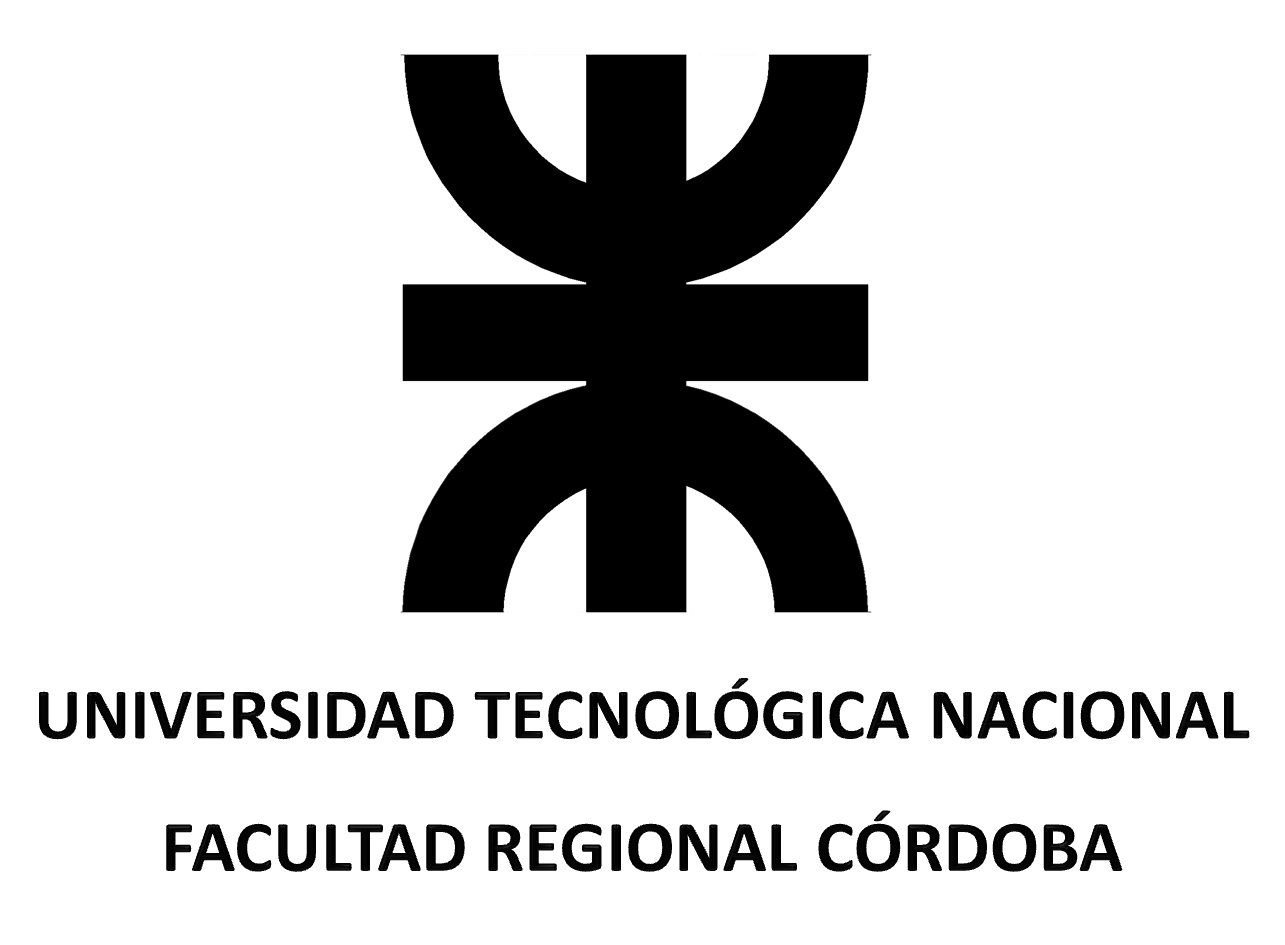 UNIVERSIDAD TECNOLÓGICA NACIONAL
FACULTAD REGIONAL CÓRDOBA